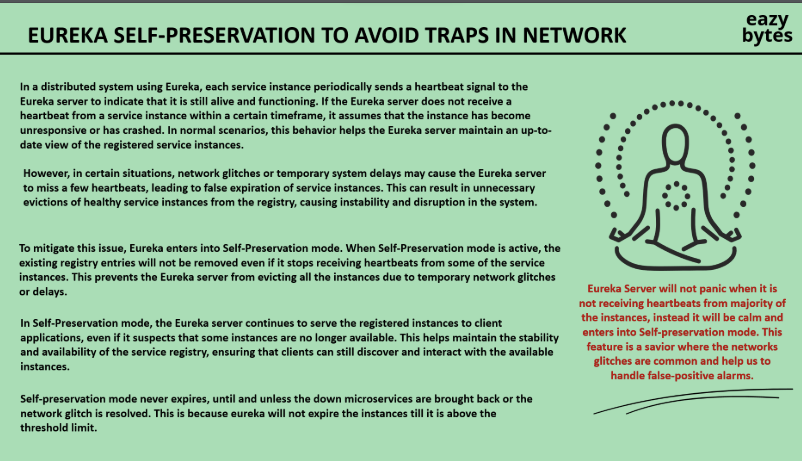 EUREKA SELF-PRESERVATION TO AVOID TRAPS IN NETWORK
eazy
bytes
In a distributed system using Eureka, each service instance periodically sends a heartbeat signal to the
Eureka server to indicate that it is still alive and functioning. If the Eureka server does not receive a
heartbeat from a service instance within a certain timeframe, it assumes that the instance has become
unresponsive or has crashed. In normal scenarios, this behavior helps the Eureka server maintain an up-to-
date view of the registered service instances.
However, in certain situations, network glitches or temporary system delays may cause the Eureka server
to miss a few heartbeats, leading to false expiration of service instances. This can result in unnecessary
evictions of healthy service instances from the registry, causing instability and disruption in the system.
To mitigate this issue, Eureka enters into Self-Preservation mode. When Self-Preservation mode is active, the
existing registry entries will not be removed even if it stops receiving heartbeats from some of the service
instances. This prevents the Eureka server from evicting all the instances due to temporary network glitches
or delays.
In Self-Preservation mode, the Eureka server continues to serve the registered instances to client
applications, even if it suspects that some instances are no longer available. This helps maintain the stability
and availability of the service registry, ensuring that clients can still discover and interact with the available
instances.
Self-preservation mode never expires, until and unless the down microservices are brought back or the
network glitch is resolved. This is because eureka will not expire the instances till it is above the
threshold limit.
Eureka Server will not panic when it is
not receiving heartbeats from majority of
the instances, instead it will be calm and
enters into Self-preservation mode. This
feature is a savior where the networks
glitches are common and help us to
handle false-positive alarms.